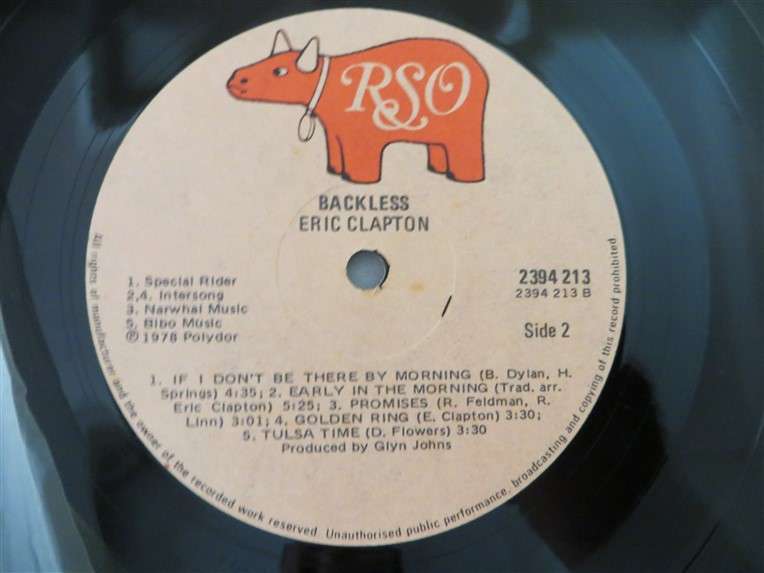 RSO
BACKLESS
ERIC CLAPTON
1. Special Rider
2,4. Intersong
3. Narwhal Music
5. Bibo Music
℗1978 Polydor
2394 213
2394 213 B
Side 2
1. IF I DON'T BE THERE BY MORNING (B. Dylan, H.
Springs) 4:35; 2. EARLY IN THE MORNING (Trad. arr.
Eric Clapton) 5:25; 3. PROMISES (R. Feldman, R.
Linn) 3:01; 4. GOLDEN RING (E. Clapton) 3:30;
5. TULSA TIME (D. Flowers) 3:30
Produced by Glyn Johns
All rights of manufacturer and the owner of the recorded work reserved. Unauthorised public performance, broadcasting and copying of this record prohibited